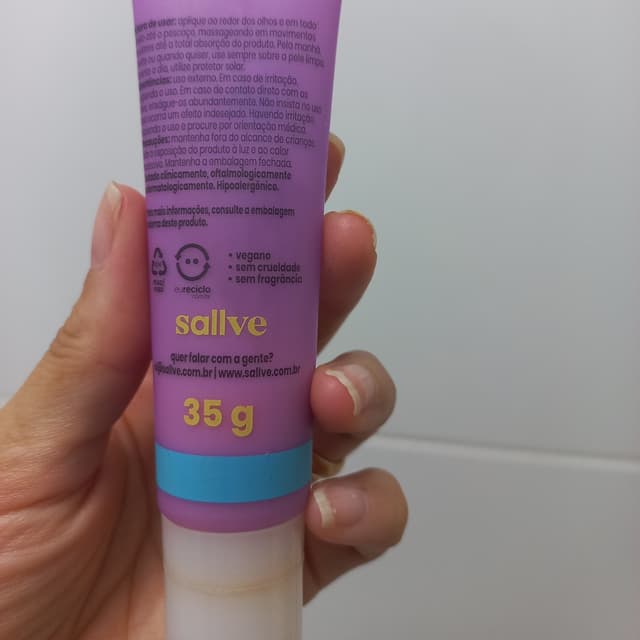 de usar: aplique ao redor dos olhos e em todo
até o pescoço, massageando em movimentos
até a total absorção do produto. Pela manhã,
ou quando quiser, use sempre sobre a pele limpa.
o dia, utilize protetor solar.
uso externo. Em caso de irritação,
o uso. Em caso de contato direto com os
enxágue-os abundantemente. Não insista no uso
um efeito indesejado. Havendo irritação,
o uso e procure por orientação médica.
mantenha fora do alcance de crianças.
exposição do produto à luz e ao calor
Mantenha a embalagem fechada.
clinicamente, oftalmologicamente
dermatologicamente. Hipoalergênico.
mais informações, consulte a embalagem
deste produto.
eureciclo
• vegano
• sem crueldade
• sem fragrância
sallve
quer falar com a gente?
@sallve.com.br | www.sallve.com.br
35 g